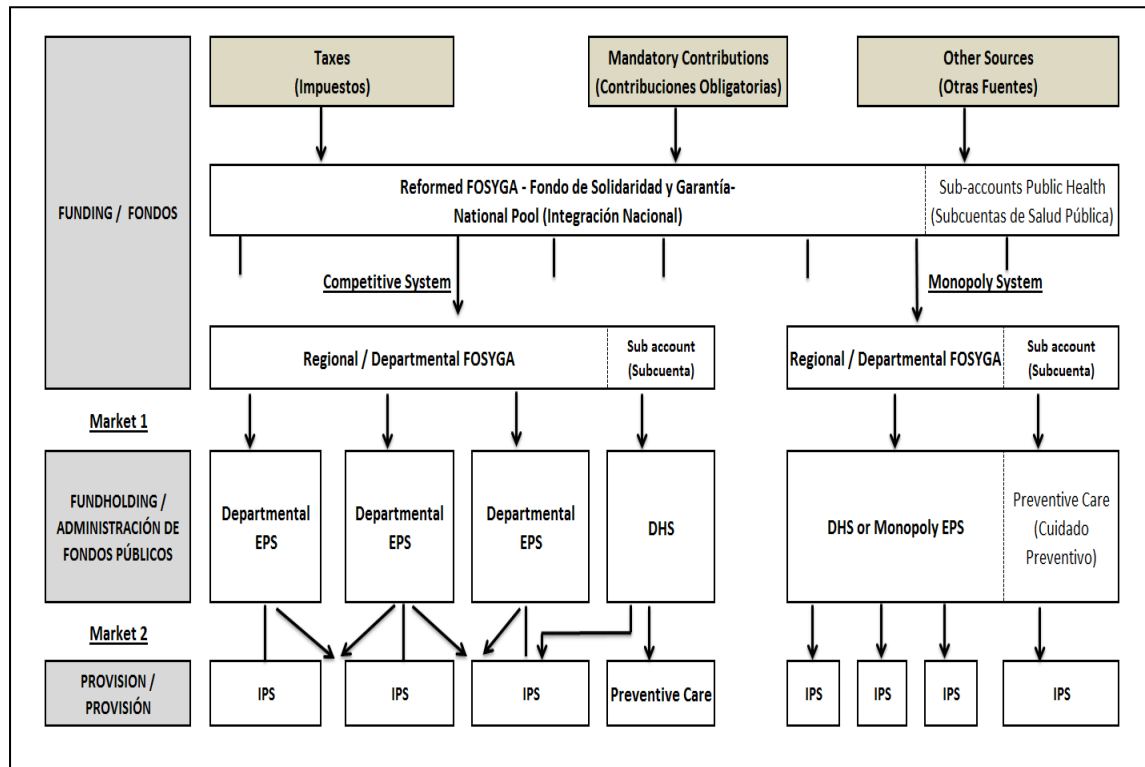 Taxes
(Impuestos)
Mandatory Contributions
(Contribuciones Obligatorias)
Other Sources
(Otras Fuentes)
FUNDING / FONDOS
Reformed FOSYGA - Fondo de Solidaridad y Garantía-
National Pool (Integración Nacional)
Sub-accounts Public Health
(Subcuentas de Salud Pública)
Competitive System
Monopoly System
Regional / Departmental FOSYGA
Sub account
(Subcuenta)
Regional / Departmental FOSYGA
Sub account
(Subcuenta)
Market 1
FUNDHOLDING /
ADMINISTRACIÓN DE
FONDOS PÚBLICOS
Departmental
EPS
Departmental
EPS
Departmental
EPS
DHS
DHS or Monopoly EPS
Preventive Care
(Cuidado
Preventivo)
Market 2
PROVISION /
PROVISIÓN
IPS
IPS
IPS
Preventive Care
IPS
IPS
IPS
IPS